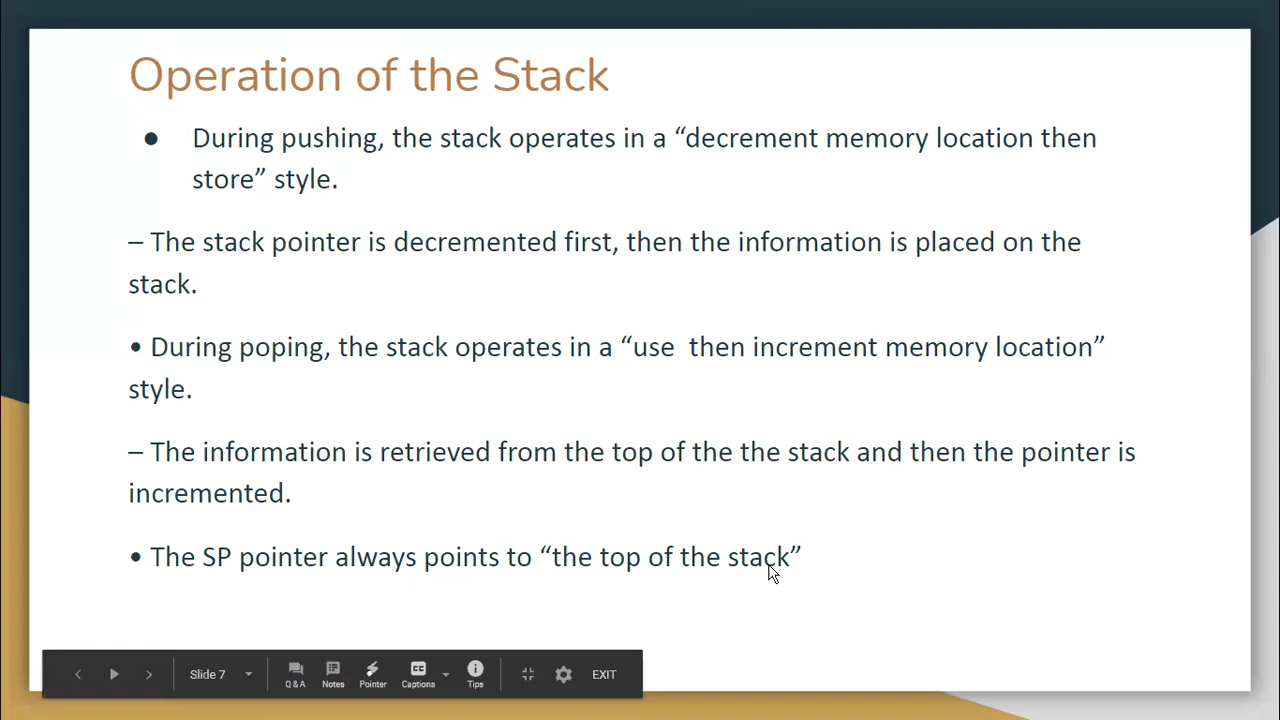 Operation of the Stack
● During pushing, the stack operates in a “decrement memory location then
store” style.
– The stack pointer is decremented first, then the information is placed on the
stack.
• During poping, the stack operates in a “use  then increment memory location”
style.
– The information is retrieved from the top of the the stack and then the pointer is
incremented.
• The SP pointer always points to “the top of the stack”
Slide 7
Q & A Notes Pointer CC Captions Tips EXIT